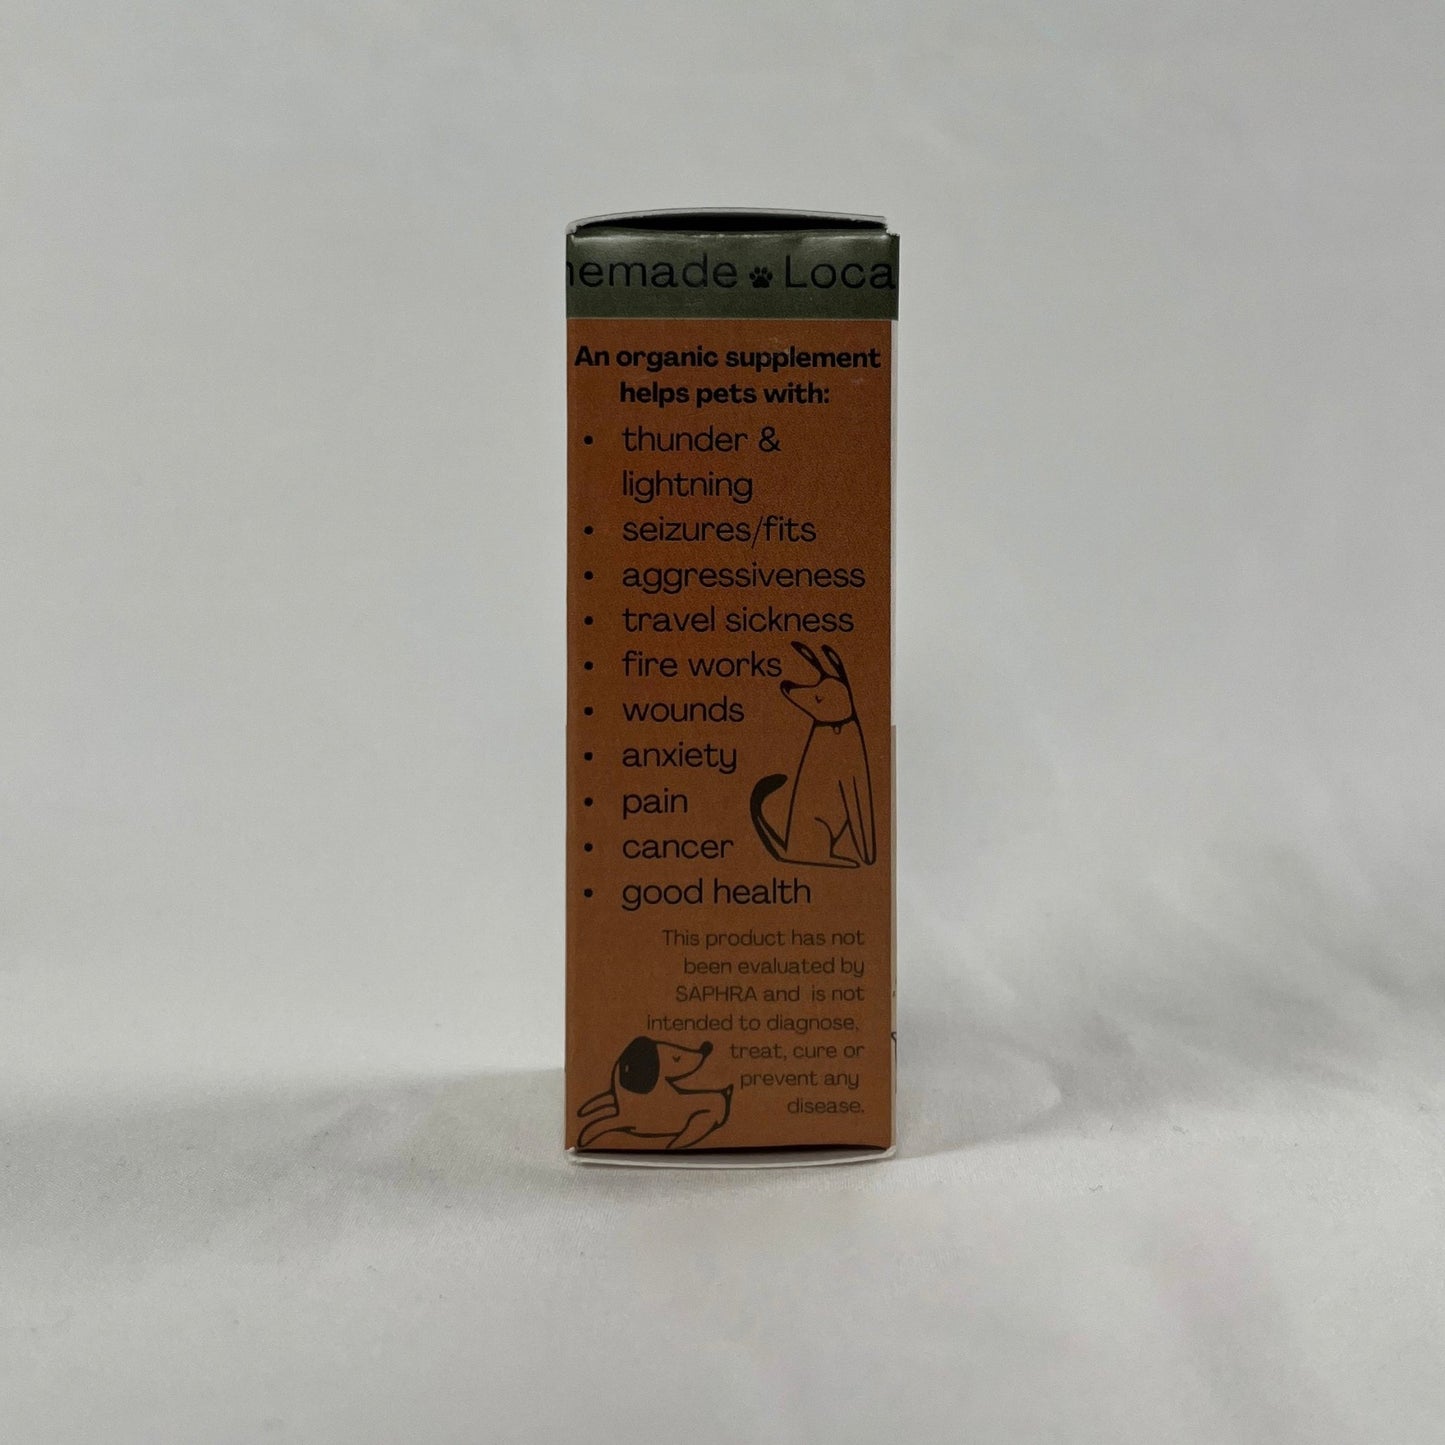 emade Loca
An organic supplement
helps pets with:
• thunder &
lightning
• seizures/fits
• aggressiveness
• travel sickness
• fire works
• wounds
• anxiety
• pain
• cancer
• good health
This product has not
been evaluated by
SAPHRA and is not
intended to diagnose,
treat, cure or
prevent any
disease.